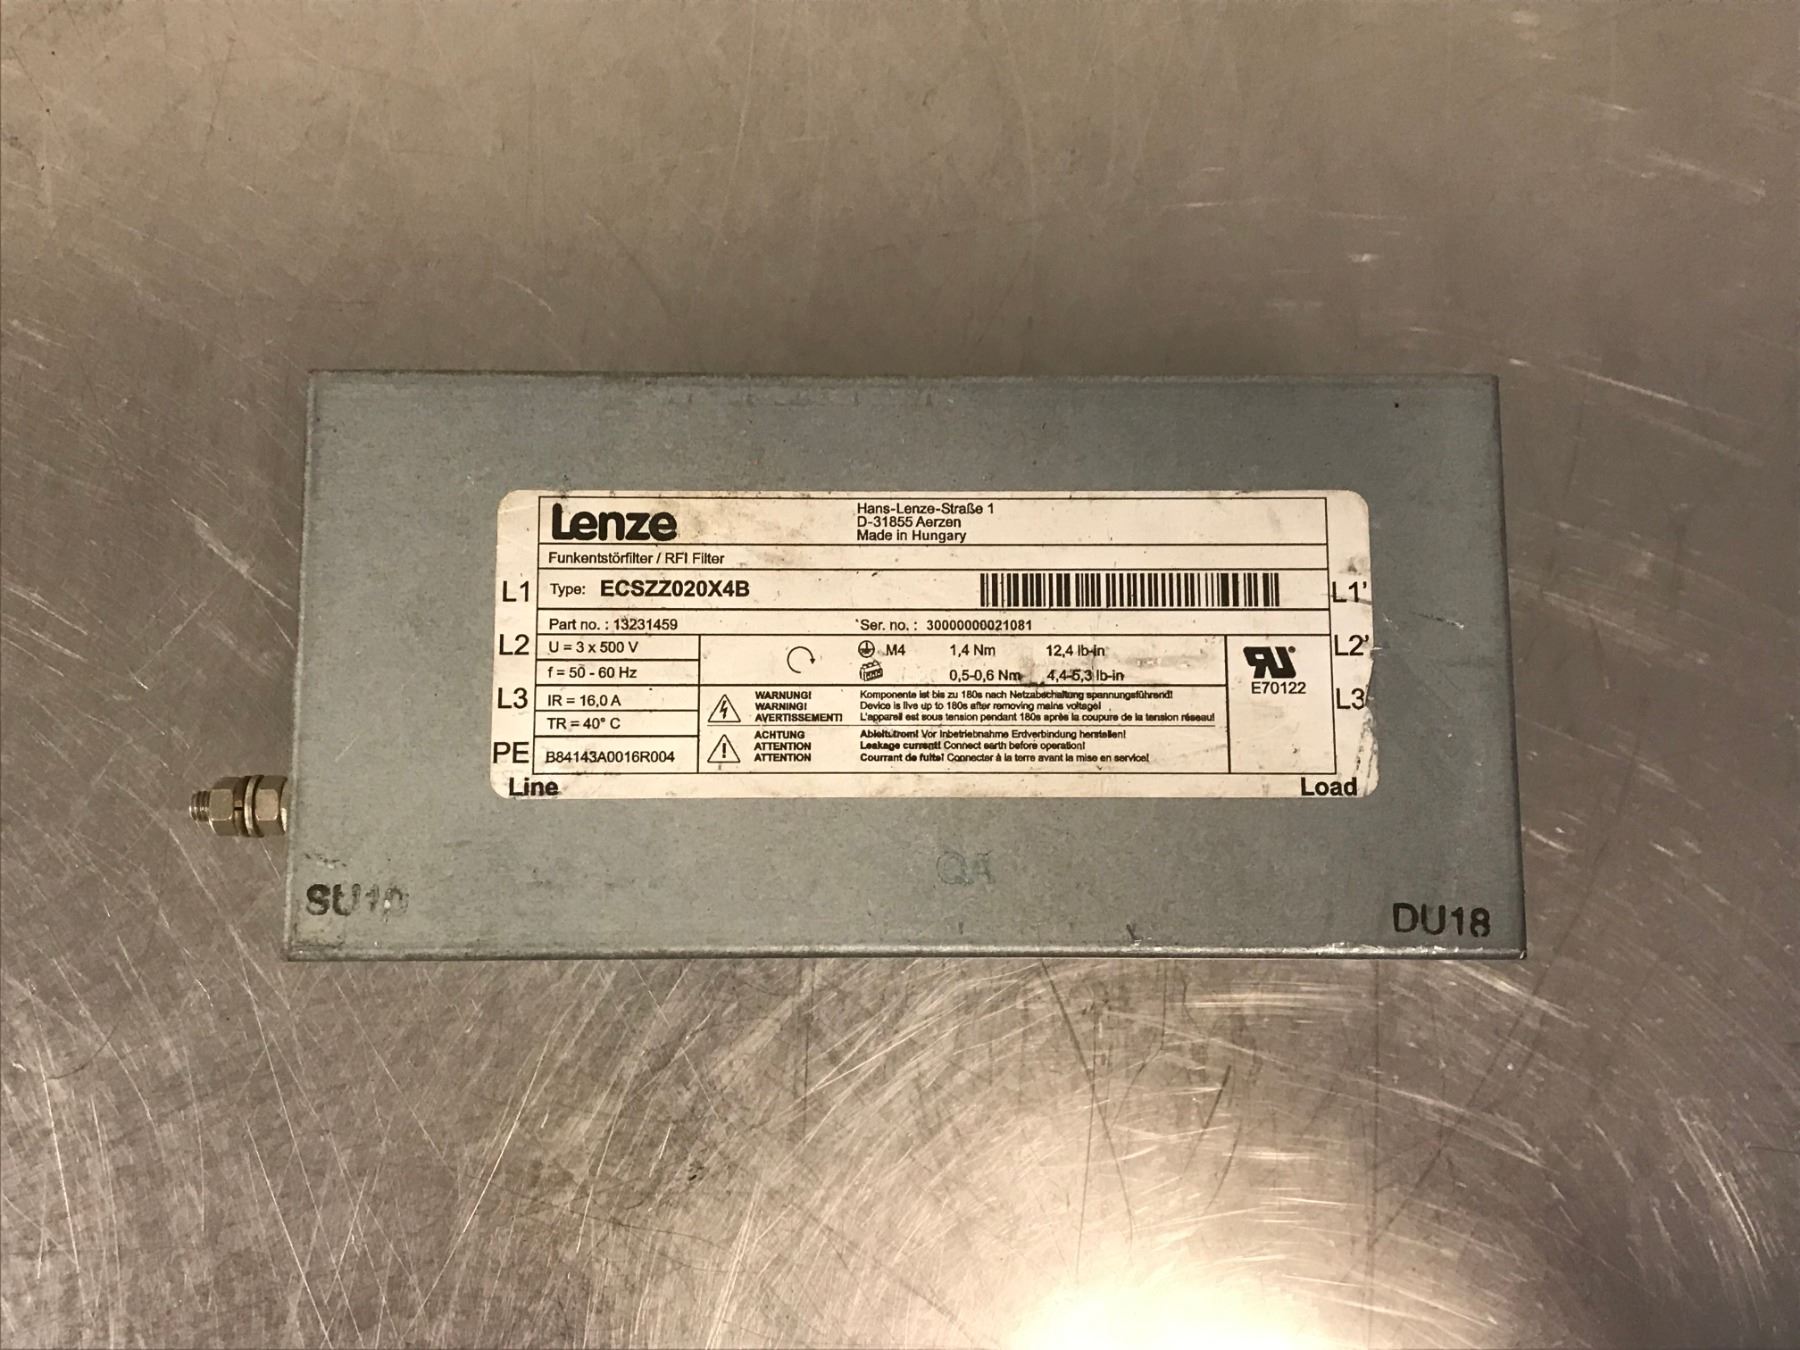 Lenze
Hans-Lenze-Straße 1
D-31855 Aerzen
Made in Hungary
Funkentstörfilter / RFI Filter
L1
Type: ECSZZ020X4B
L1'
Part no. : 13231459
Ser. no. : 30000000021081
L2
U = 3 x 500 V
M4 1,4 Nm 12,4 lb-in
L2'
f = 50 - 60 Hz
0,5-0,6 Nm 4,4-5,3 lb-in
E70122
L3
IR = 16,0 A
WARNUNG! Komponente ist bis zu 180s nach Netzabschaltung spannungsführend!
WARNING! Device is live up to 180s after removing mains voltage!
AVERTISSEMENT! L'appareil est sous tension pendant 180s après la coupure de la tension réseau!
L3'
TR = 40° C
ACHTUNG Ableitstrom! Vor Inbetriebnahme Erdverbindung herstellen!
ATTENTION Leakage current! Connect earth before operation!
ATTENTION Courrant de fuite! Connecter à la terre avant la mise en service!
PE
B84143A0016R004
Line
Load
QA
DU18